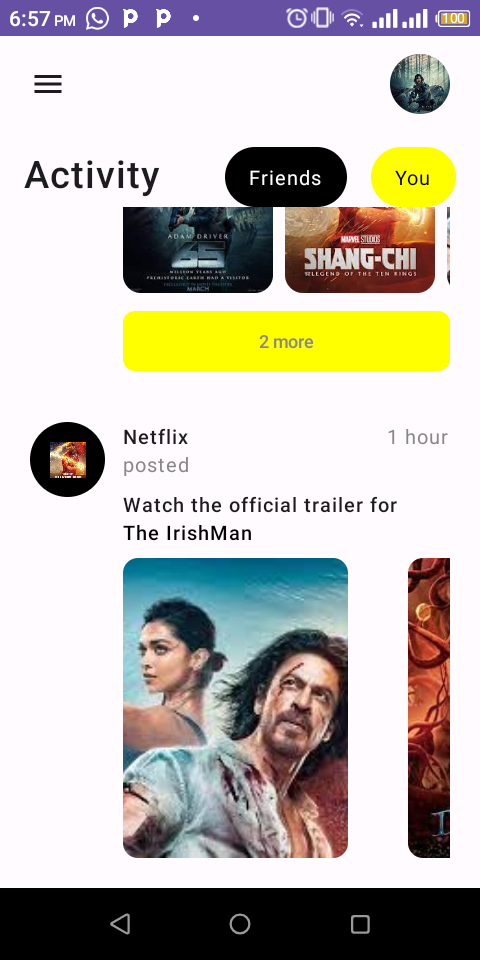 6:57 PM
100
Activity
Friends
You
ADAM DRIVER
65
MILLION YEARS AGO
PREHISTORIC EARTH HAD A VISITOR
MARCH
MARVEL STUDIOS
SHANG-CHI
LEGEND OF THE TEN RINGS
2 more
Netflix
1 hour
posted
Watch the official trailer for
The IrishMan